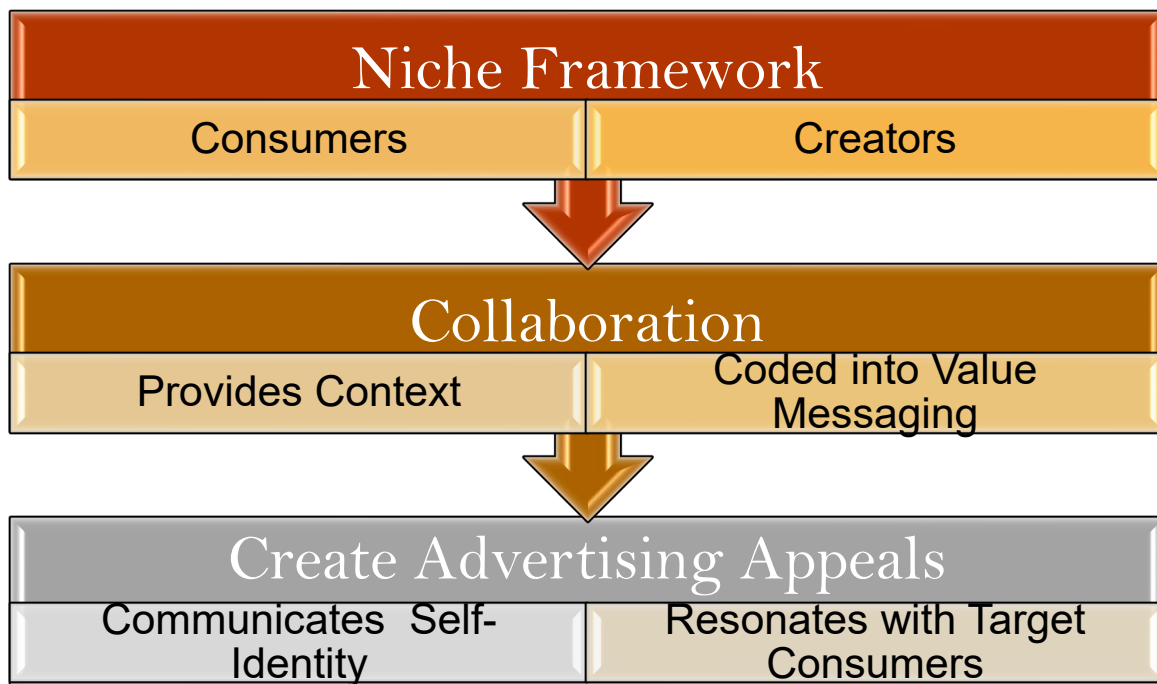 Niche Framework
Consumers
Creators
Collaboration
Provides Context
Coded into Value
Messaging
Create Advertising Appeals
Communicates Self-
Identity
Resonates with Target
Consumers